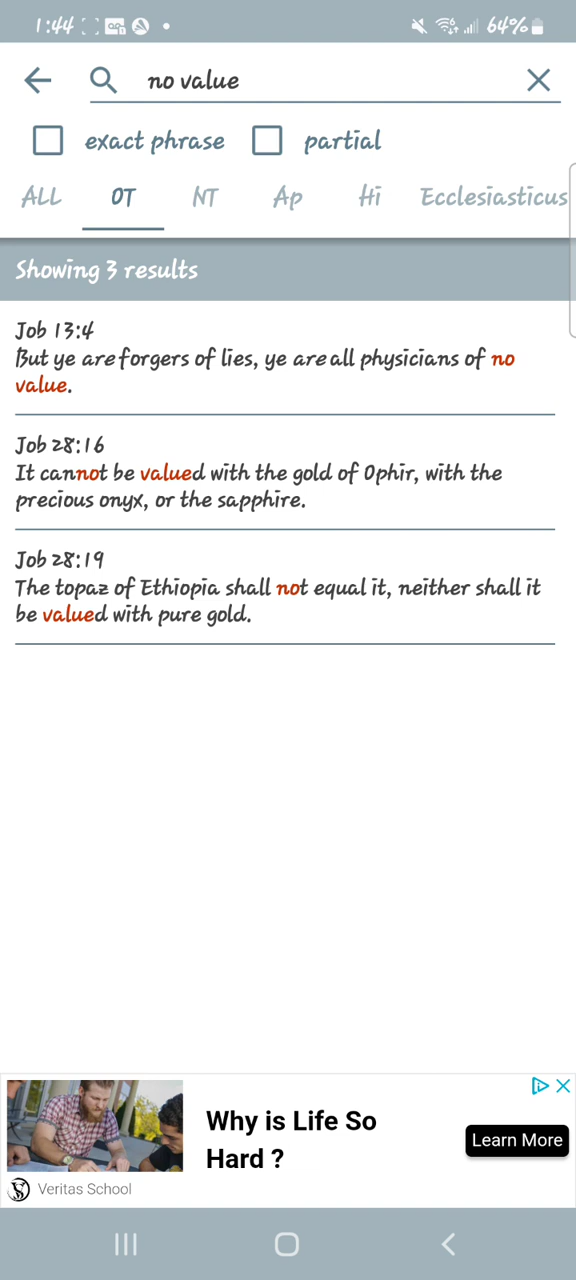 1:44 64%
no value
exact phrase partial
ALL OT NT Ap Hi Ecclesiasticus
Showing 3 results
Job 13:4
But ye are forgers of lies, ye are all physicians of no
value.
Job 28:16
It cannot be valued with the gold of Ophir, with the
precious onyx, or the sapphire.
Job 28:19
The topaz of Ethiopia shall not equal it, neither shall it
be valued with pure gold.
Why is Life So
Hard ?
Learn More
Veritas School